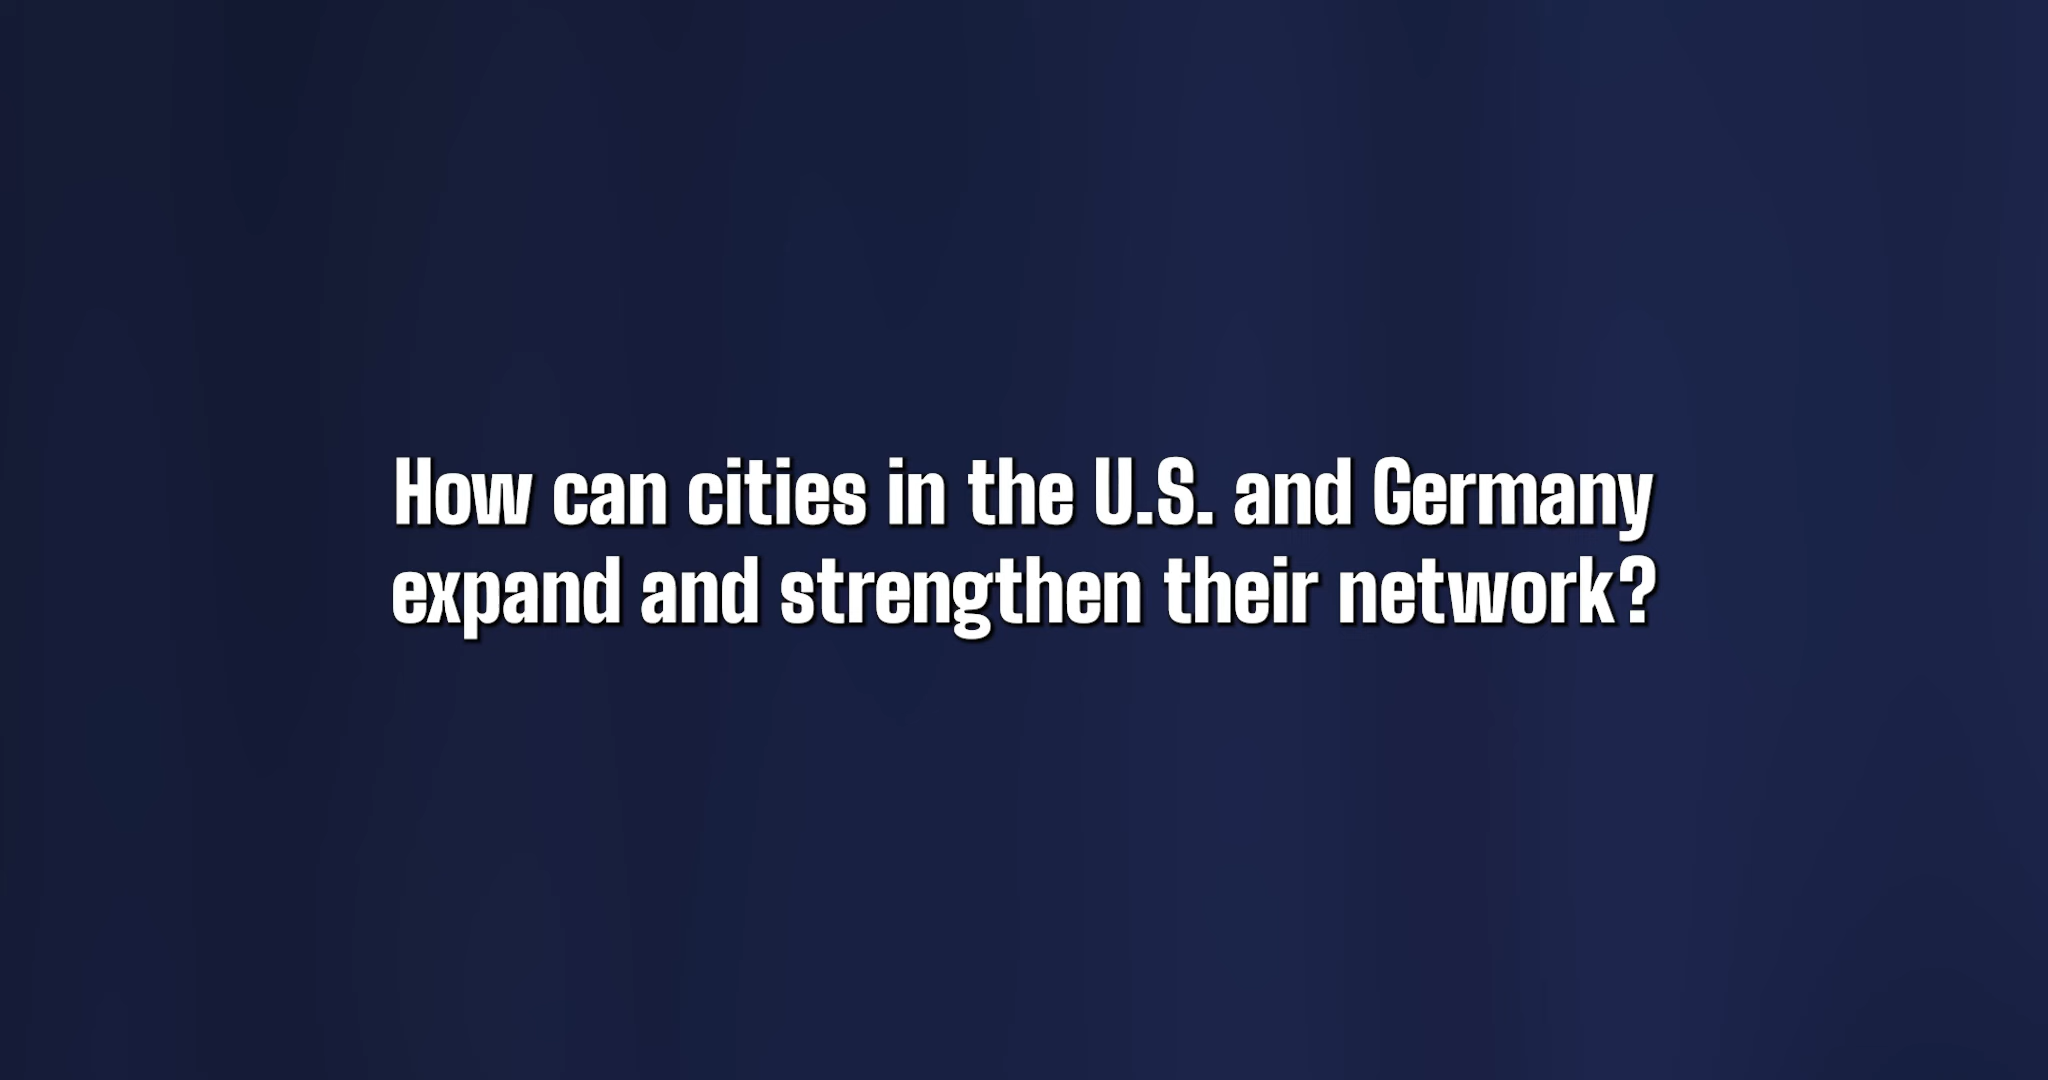 How can cities in the U.S. and Germany
expand and strengthen their network?